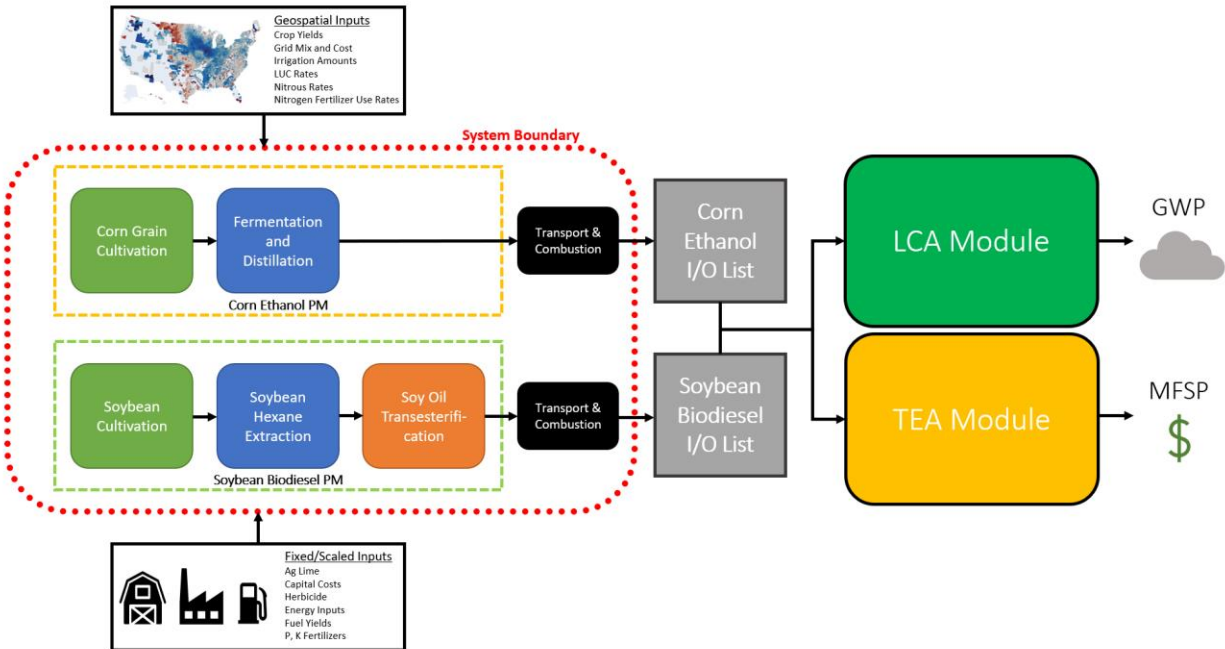 Geospatial Inputs
Crop Yields
Grid Mix and Cost
Irrigation Amounts
LUC Rates
Nitrous Rates
Nitrogen Fertilizer Use Rates
System Boundary
Corn Grain
Cultivation
Fermentation
and
Distillation
Corn Ethanol PM
Transport &
Combustion
Corn
Ethanol
I/O List
LCA Module
GWP
Soybean
Cultivation
Soybean
Hexane
Extraction
Soy Oil
Transesterifi-
cation
Soybean Biodiesel PM
Transport &
Combustion
Soybean
Biodiesel
I/O List
TEA Module
MFSP
$
Fixed/Scaled Inputs
Ag Lime
Capital Costs
Herbicide
Energy Inputs
Fuel Yields
P, K Fertilizers